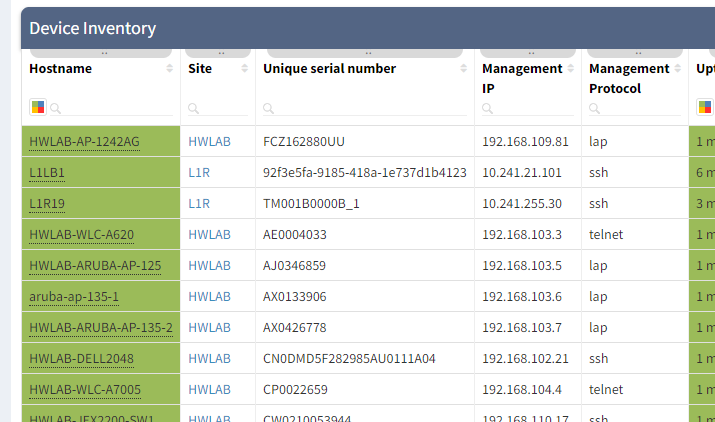 Device Inventory
Hostname Site Unique serial number Management IP Management Protocol
HWLAB-AP-1242AG HWLAB FCZ162880UU 192.168.109.81 lap 1 m
L1LB1 L1R 92f3e5fa-9185-418a-1e737d1b4123 10.241.21.101 ssh 6 m
L1R19 L1R TM001B0000B_1 10.241.255.30 ssh 3 m
HWLAB-WLC-A620 HWLAB AE0004033 192.168.103.3 telnet 1 m
HWLAB-ARUBA-AP-125 HWLAB AJ0346859 192.168.103.5 lap 1 m
aruba-ap-135-1 HWLAB AX0133906 192.168.103.6 lap 1 m
HWLAB-ARUBA-AP-135-2 HWLAB AX0426778 192.168.103.7 lap 1 m
HWLAB-DELL2048 HWLAB CN0DMD5F282985AU0111A04 192.168.102.21 ssh 1 m
HWLAB-WLC-A7005 HWLAB CP0022659 192.168.104.4 telnet 1 m
HWLAB-JEX2200-SW1 HWLAB CW0210053944 192.168.110.17 ssh 1 m